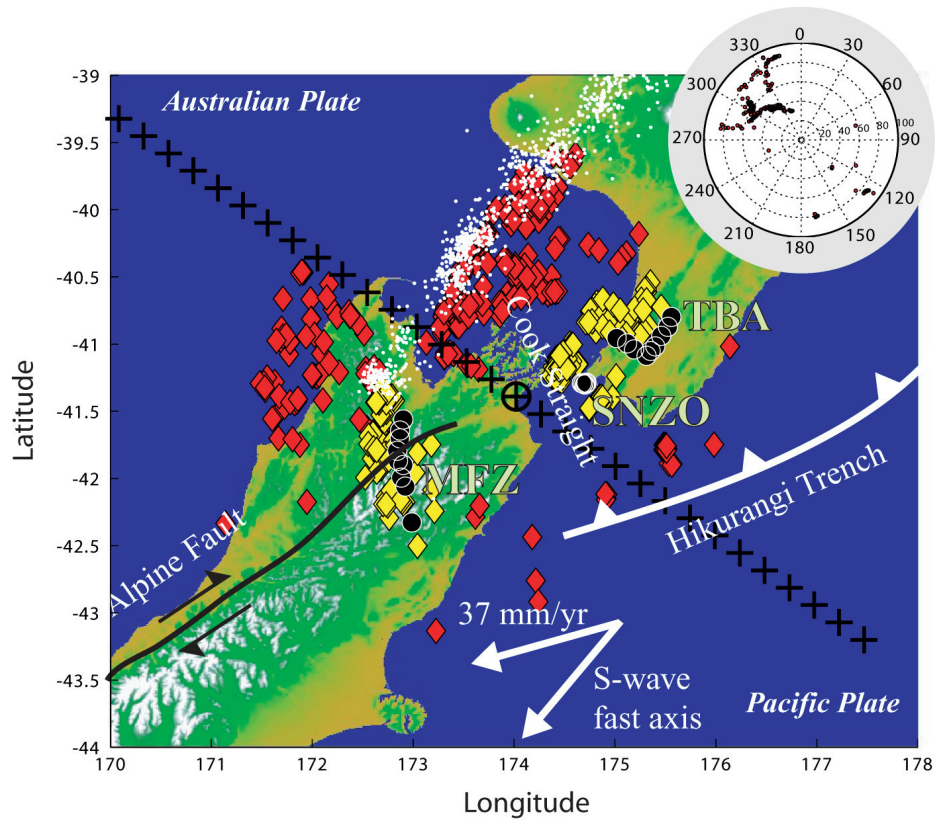 0
30
60
90
120
150
180
210
240
270
300
330
20
40
60
80
100
-39
-39.5
-40
-40.5
-41
-41.5
-42
-42.5
-43
-43.5
-44
Latitude
Australian Plate
Cook straight
TBA
SNZO
MFZ
Hikurangi Trench
Alpine Fault
37 mm/yr
S-wave
fast axis
Pacific Plate
170
171
172
173
174
175
176
177
178
Longitude